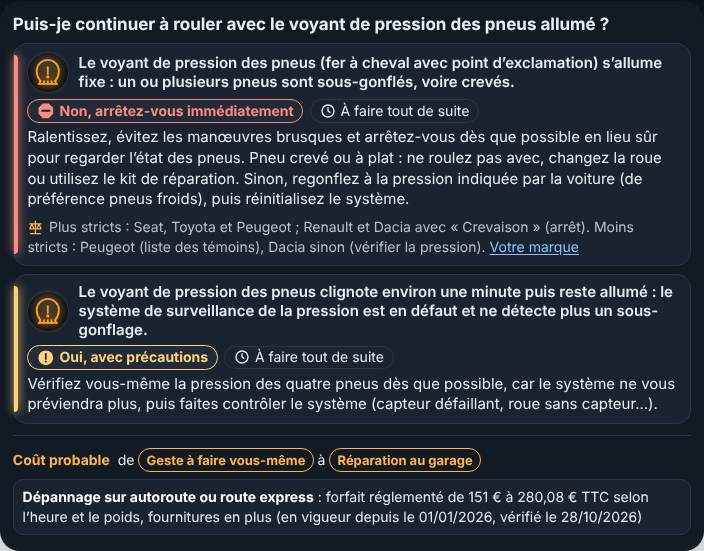 Puis-je continuer à rouler avec le voyant de pression des pneus allumé ?
Le voyant de pression des pneus (fer à cheval avec point d’exclamation) s’allume
fixe : un ou plusieurs pneus sont sous-gonflés, voire crevés.
Non, arrêtez-vous immédiatement À faire tout de suite
Ralentissez, évitez les manœuvres brusques et arrêtez-vous dès que possible en lieu sûr
pour regarder l’état des pneus. Pneu crevé ou à plat : ne roulez pas avec, changez la roue
ou utilisez le kit de réparation. Sinon, regonflez à la pression indiquée par la voiture (de
préférence pneus froids), puis réinitialisez le système.
Plus stricts : Seat, Toyota et Peugeot ; Renault et Dacia avec « Crevaison » (arrêt). Moins
stricts : Peugeot (liste des témoins), Dacia sinon (vérifier la pression). Votre marque
Le voyant de pression des pneus clignote environ une minute puis reste allumé : le
système de surveillance de la pression est en défaut et ne détecte plus un sous-
gonflage.
Oui, avec précautions À faire tout de suite
Vérifiez vous-même la pression des quatre pneus dès que possible, car le système ne vous
préviendra plus, puis faites contrôler le système (capteur défaillant, roue sans capteur…).
Coût probable de Geste à faire vous-même à Réparation au garage
Dépannage sur autoroute ou route express : forfait réglementé de 151 € à 280,08 € TTC selon
l’heure et le poids, fournitures en plus (en vigueur depuis le 01/01/2026, vérifié le 28/10/2026)